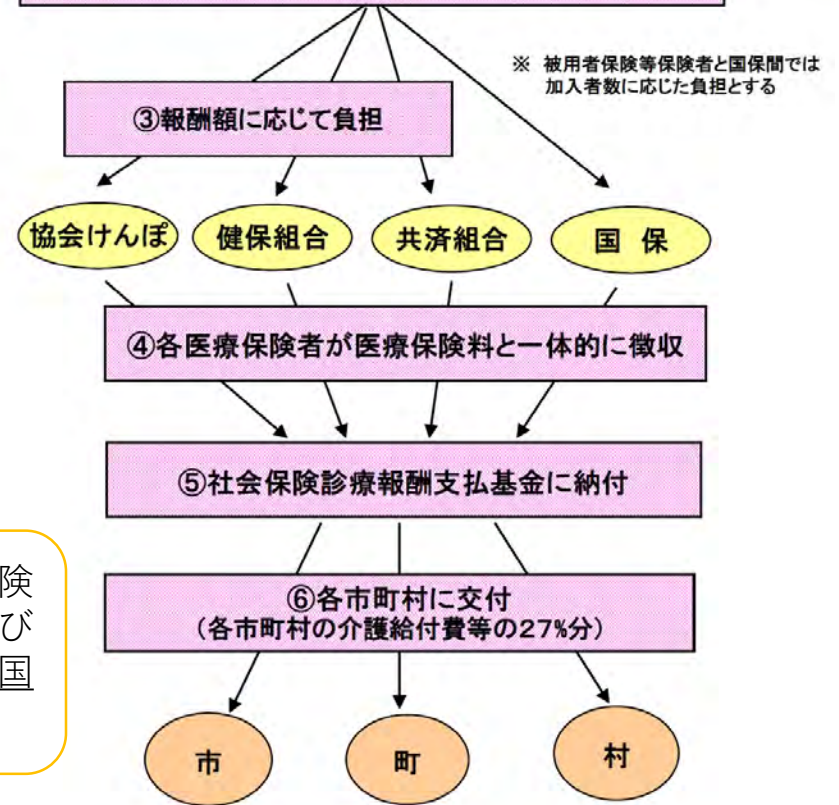 ※ 被用者保険等保険者と国保間では
加入者数に応じた負担とする
③報酬額に応じて負担
協会けんぽ
健保組合
共済組合
国 保
④各医療保険者が医療保険料と一体的に徴収
⑤社会保険診療報酬支払基金に納付
険
び
国
⑥各市町村に交付
（各市町村の介護給付費等の27%分）
市
町
村